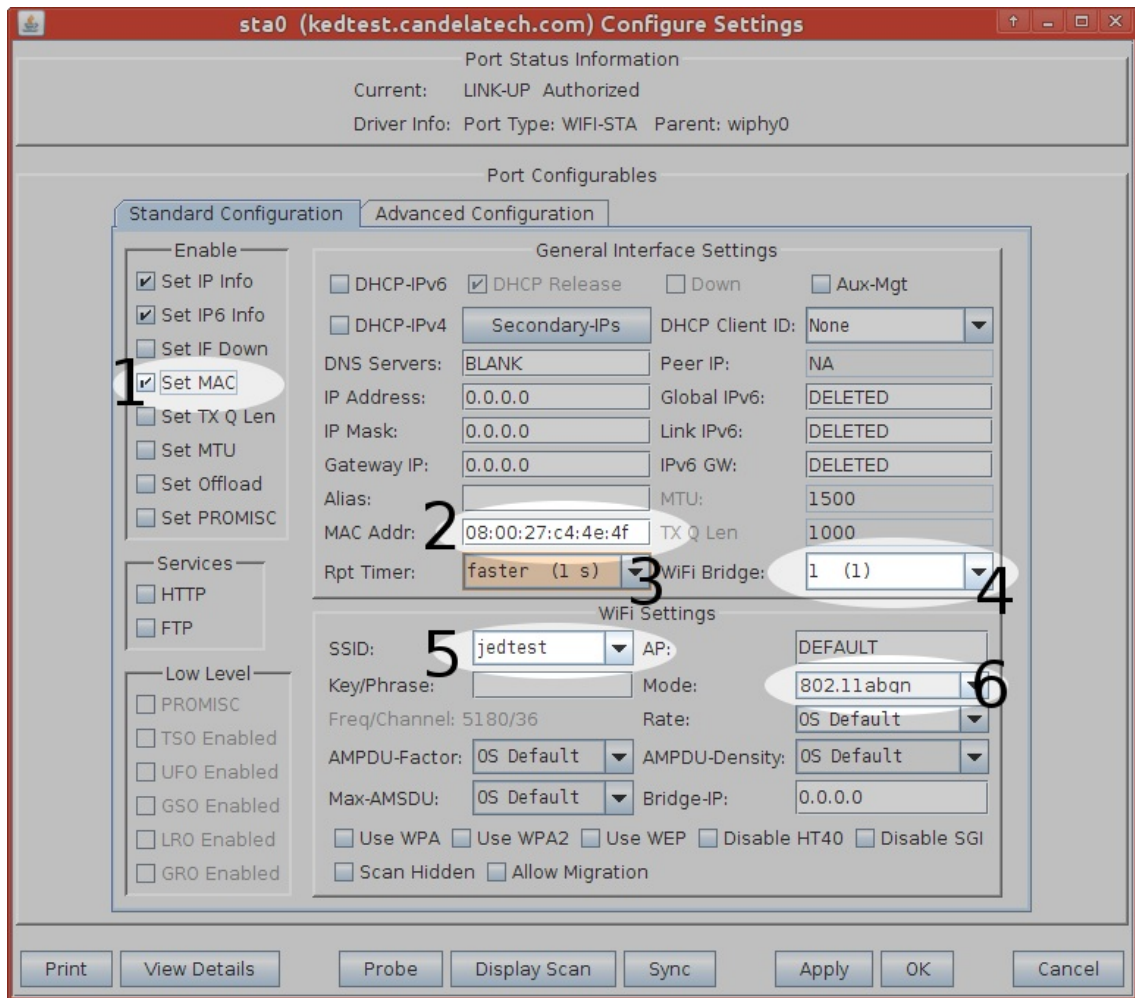 sta0 (kedtest.candelatech.com) Configure Settings
Port Status Information
Current: LINK-UP Authorized
Driver Info: Port Type: WIFI-STA Parent: wiphy0
Port Configurables
Standard Configuration Advanced Configuration
Enable
Set IP Info
Set IP6 Info
Set IF Down
1 Set MAC
Set TX Q Len
Set MTU
Set Offload
Set PROMISC
Services
HTTP
FTP
Low Level
PROMISC
TSO Enabled
UFO Enabled
GSO Enabled
LRO Enabled
GRO Enabled
General Interface Settings
DHCP-IPv6 DHCP Release Down Aux-Mgt
DHCP-IPv4 Secondary-IPs DHCP Client ID: None
DNS Servers: BLANK Peer IP: NA
IP Address: 0.0.0.0 Global IPv6: DELETED
IP Mask: 0.0.0.0 Link IPv6: DELETED
Gateway IP: 0.0.0.0 IPv6 GW: DELETED
Alias: MTU: 1500
MAC Addr: 2 08:00:27:c4:4e:4f TX Q Len 1000
Rpt Timer: faster (1 s) 3 WiFi Bridge: 1 (1) 4
WiFi Settings
SSID: 5 jedtest AP: DEFAULT
Key/Phrase: Mode: 802.11abgn 6
Freq/Channel: 5180/36 Rate: OS Default
AMPDU-Factor: OS Default AMPDU-Density: OS Default
Max-AMSDU: OS Default Bridge-IP: 0.0.0.0
Use WPA Use WPA2 Use WEP Disable HT40 Disable SGI
Scan Hidden Allow Migration
Print View Details Probe Display Scan Sync Apply OK Cancel